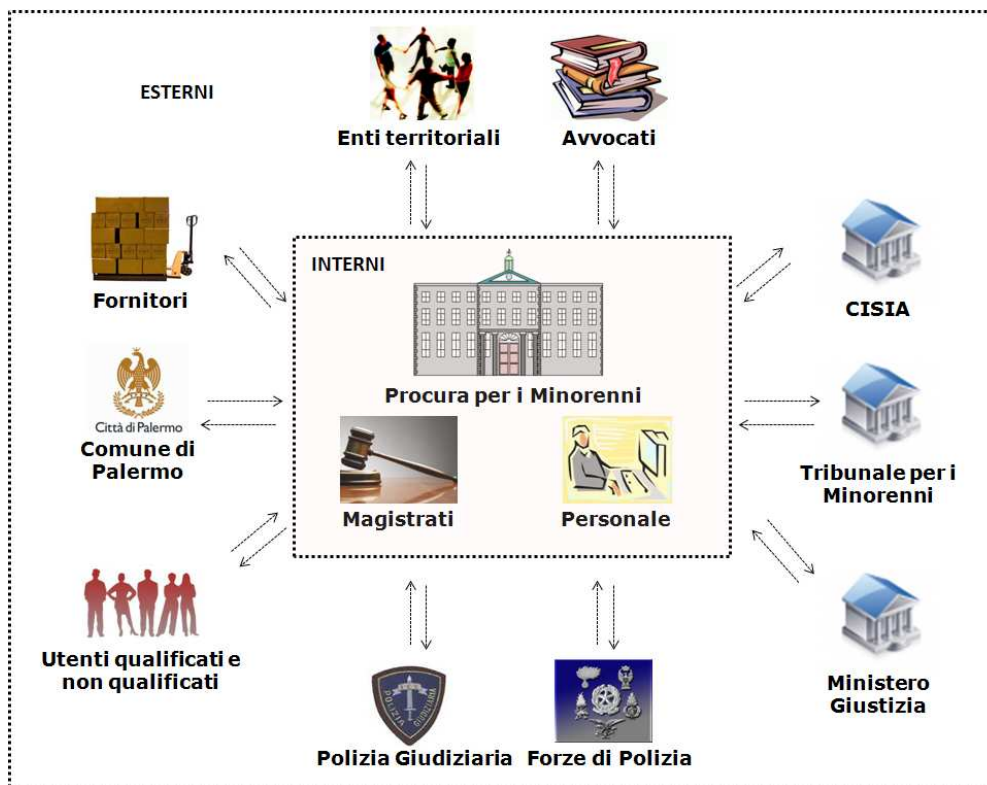 ESTERNI
Enti territoriali
Avvocati
Fornitori
INTERNI
CISIA
Procura per i Minorenni
Città di Palermo
Comune di
Palermo
Magistrati
Personale
Tribunale per i
Minorenni
Utenti qualificati e
non qualificati
POLIZIA GIUDIZIARIA
Polizia Giudiziaria
Forze di Polizia
Ministero
Giustizia